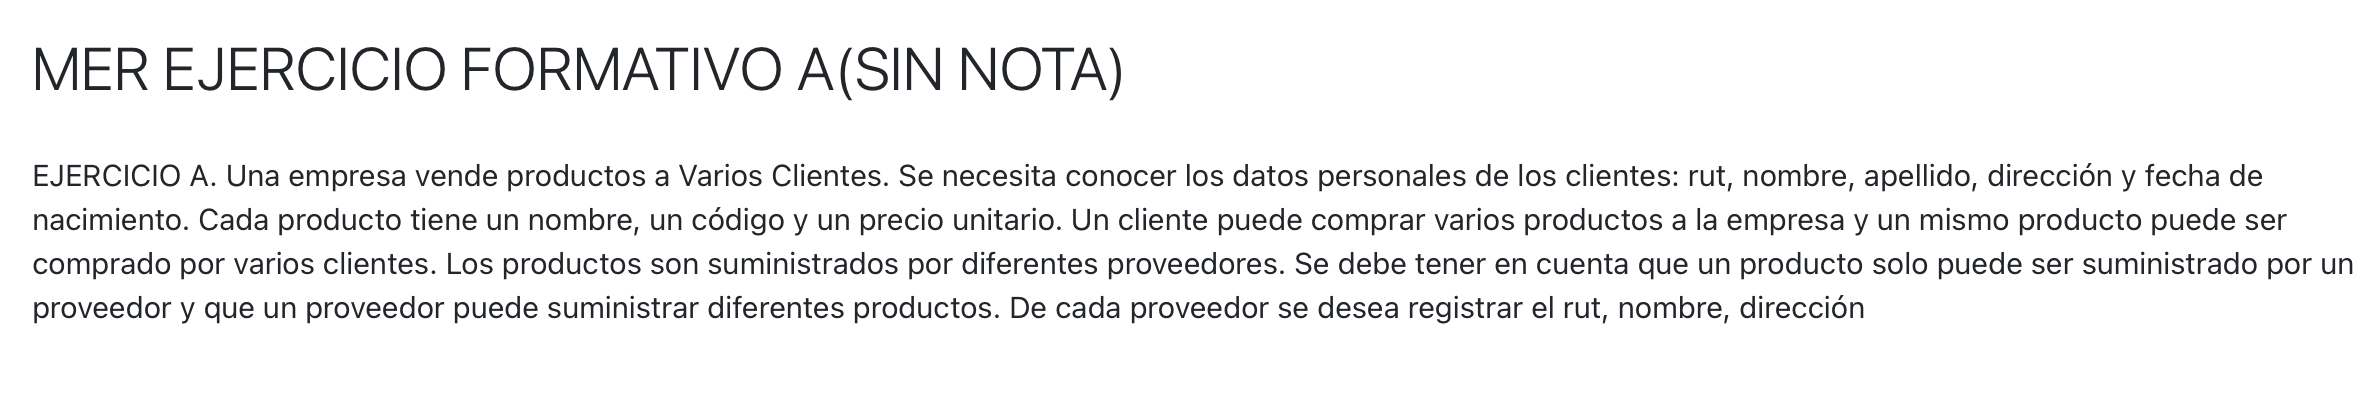 MER EJERCICIO FORMATIVO A(SIN NOTA)
EJERCICIO A. Una empresa vende productos a Varios Clientes. Se necesita conocer los datos personales de los clientes: rut, nombre, apellido, dirección y fecha de
nacimiento. Cada producto tiene un nombre, un código y un precio unitario. Un cliente puede comprar varios productos a la empresa y un mismo producto puede ser
comprado por varios clientes. Los productos son suministrados por diferentes proveedores. Se debe tener en cuenta que un producto solo puede ser suministrado por un
proveedor y que un proveedor puede suministrar diferentes productos. De cada proveedor se desea registrar el rut, nombre, dirección